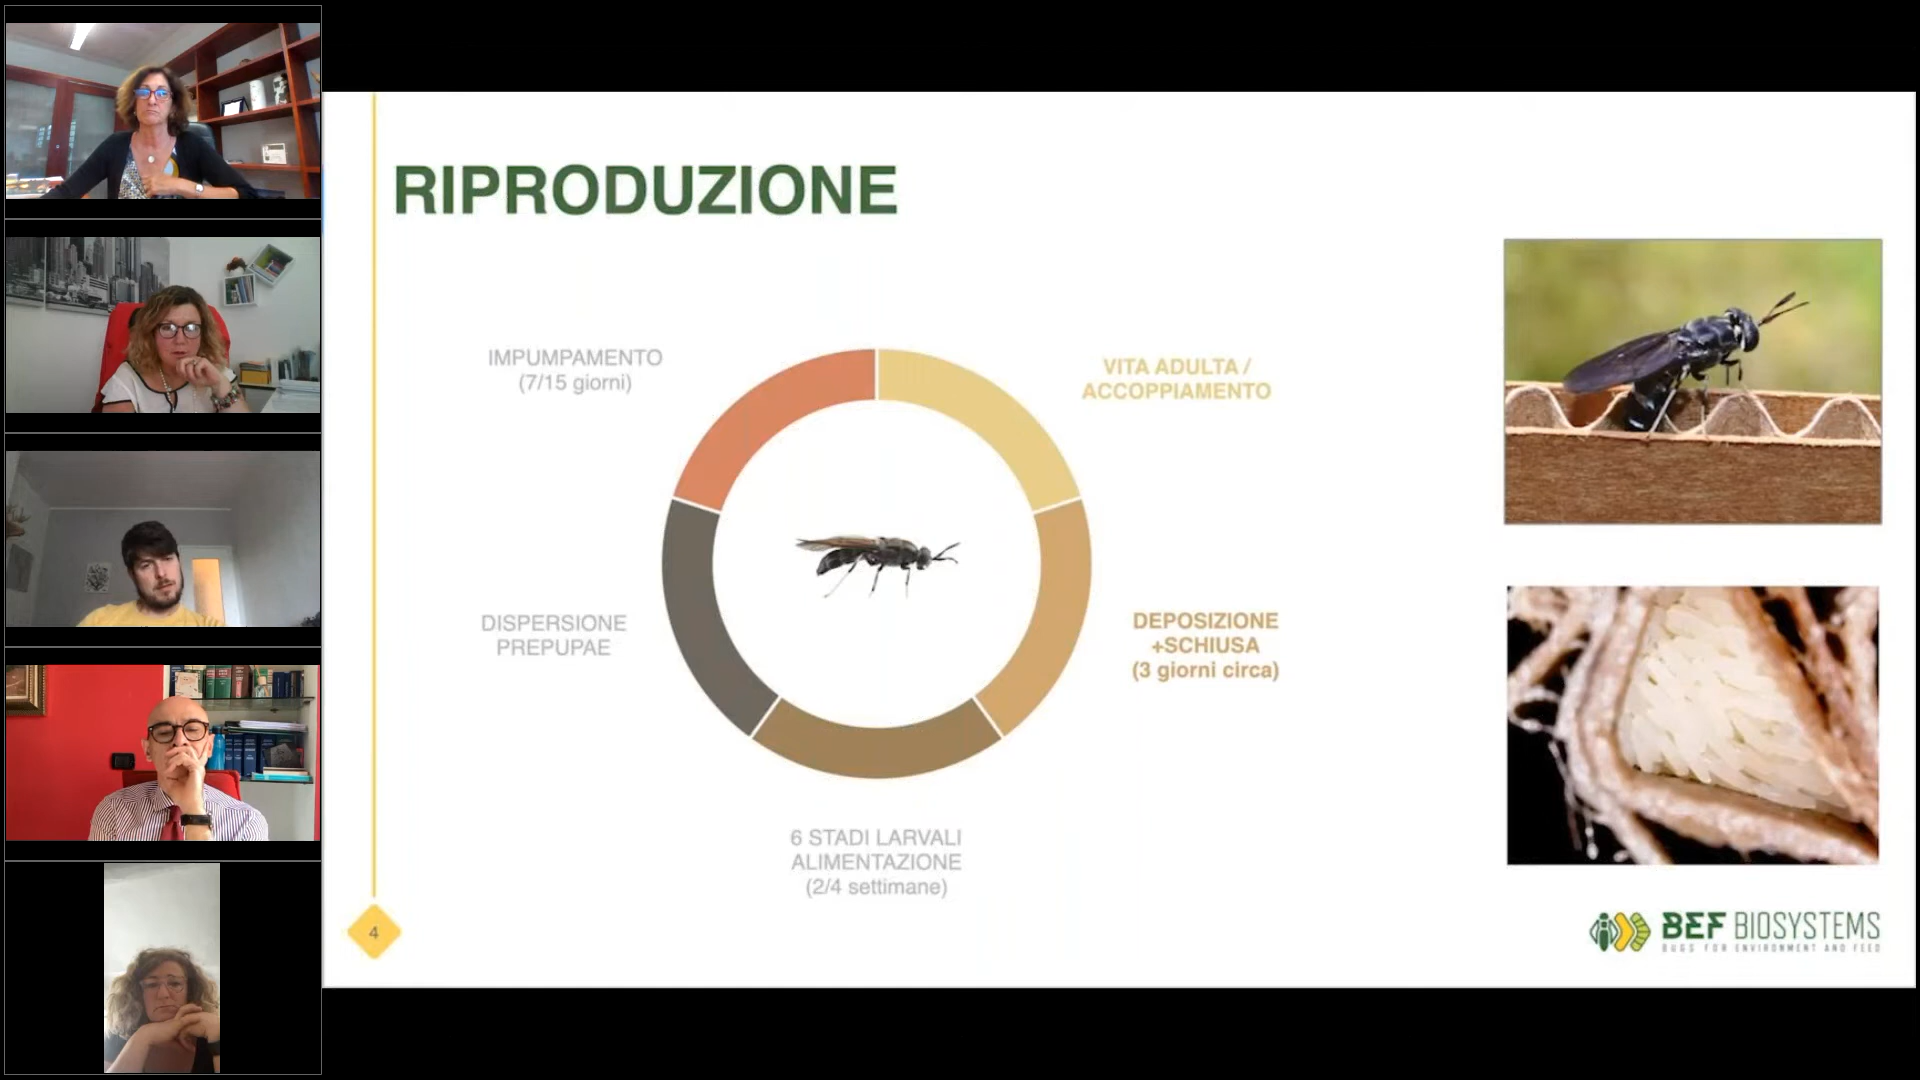 RIPRODUZIONE
IMPUMPAMENTO
(7/15 giorni)
VITA ADULTA /
ACCOPPIAMENTO
DISPERSIONE
PREPUPAE
DEPOSIZIONE
+SCHIUSA
(3 giorni circa)
6 STADI LARVALI
ALIMENTAZIONE
(2/4 settimane)
4
BEF BIOSYSTEMS
BUGS FOR ENVIRONMENT AND FEED